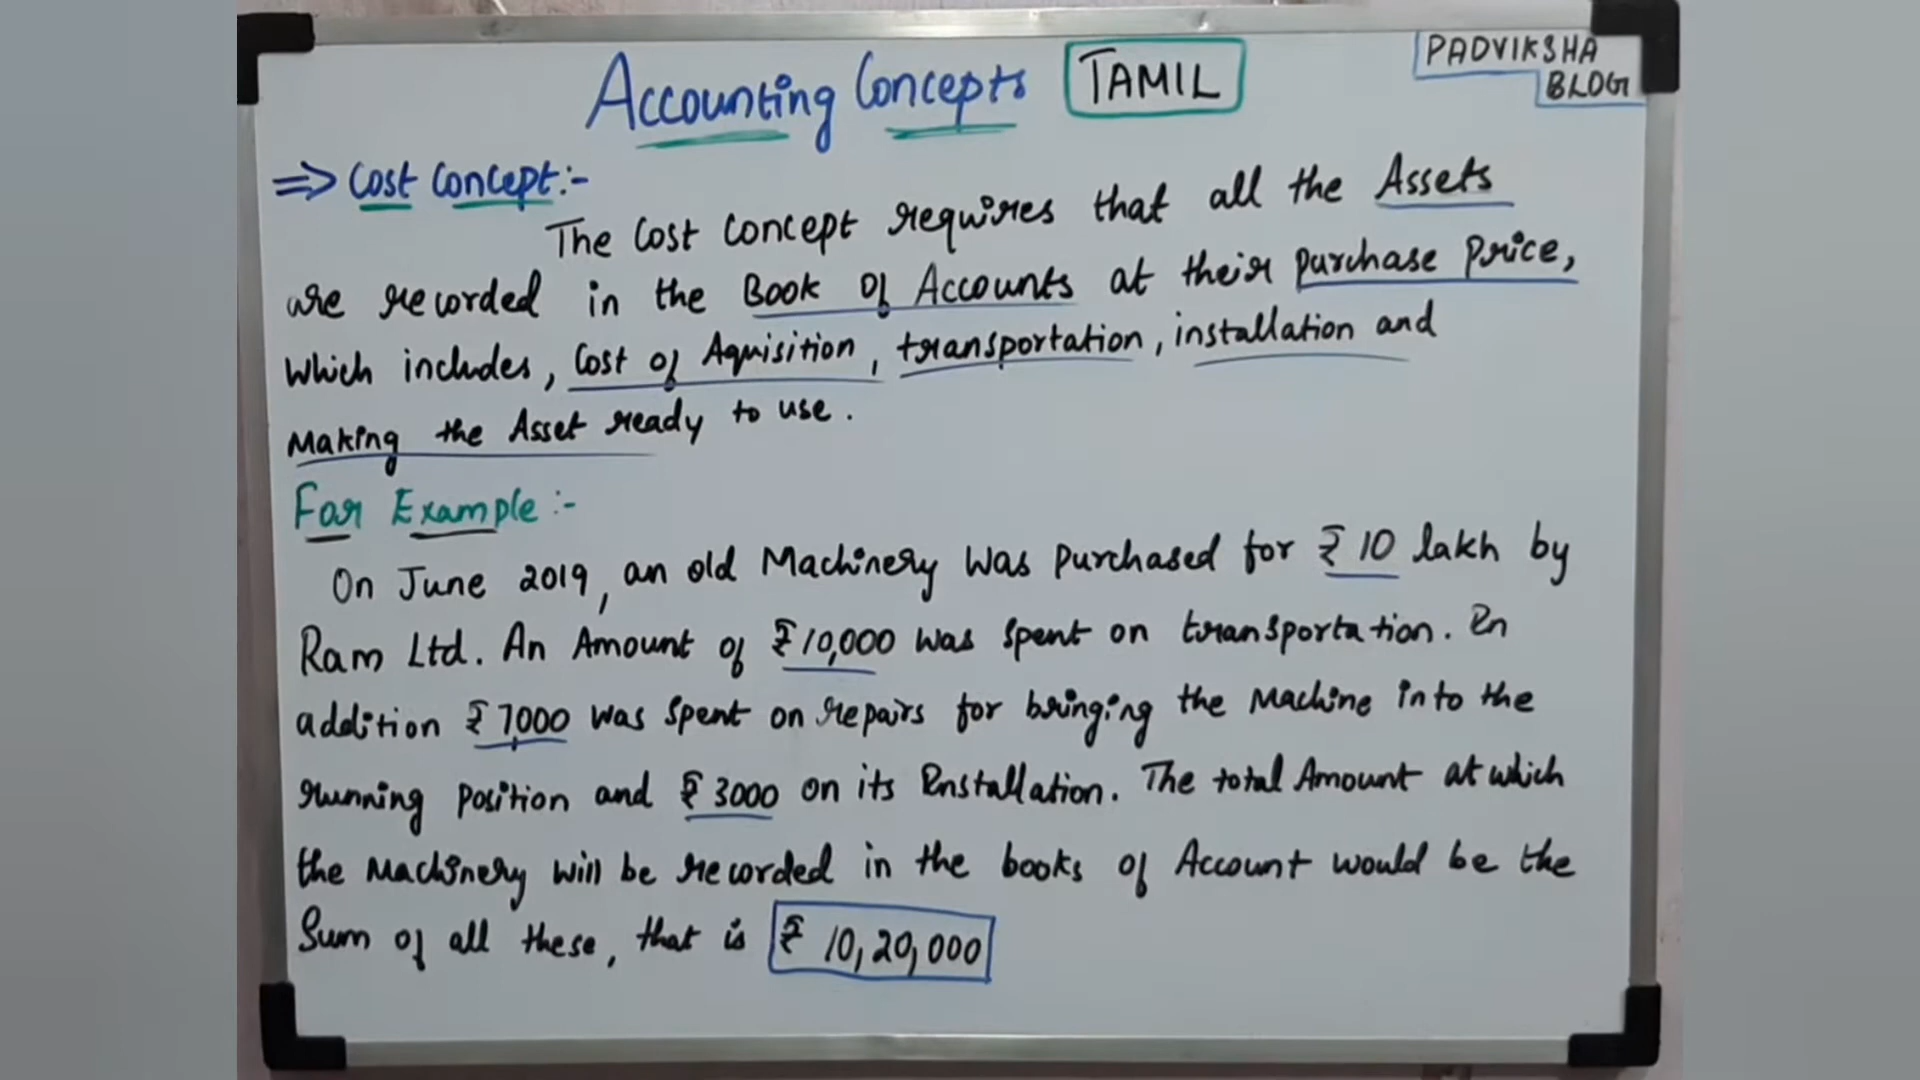 Accounting Concepts TAMIL
PADVIKSHA
BLOG
⇒ Cost Concept:-
The Cost Concept requires that all the Assets
are recorded in the Book Of Accounts at their purchase price,
Which includes, Cost of Aquisition, transportation, installation and
Making the Asset ready to use.
For Example:-
On June 2019, an old Machinery was purchased for ₹ 10 lakh by
Ram Ltd. An Amount of ₹ 10,000 was spent on transportation. In
addition ₹ 7,000 was spent on repairs for bringing the Machine into the
running position and ₹ 3000 on its Installation. The total Amount at which
the Machinery will be recorded in the books of Account would be the
Sum of all these, that is ₹ 10,20,000